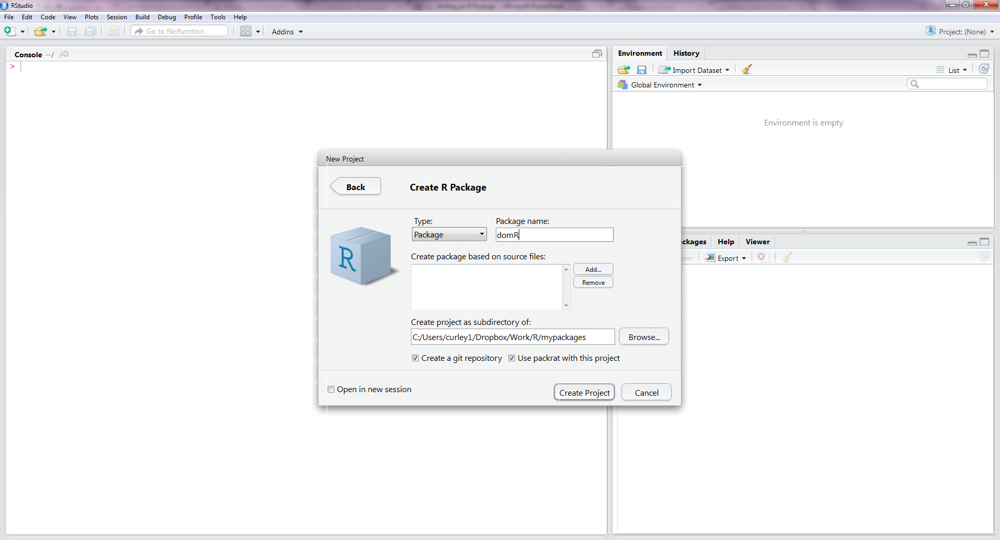 RStudio
File Edit Code View Plots Session Build Debug Profile Tools Help
Go to file/function Addins Project: (None)
Console ~/
>
Environment History
Import Dataset List
Global Environment
Environment is empty
New Project
Back Create R Package
Type: Package name:
Package domR
R
Create package based on source files:
Add...
Remove
Create project as subdirectory of:
C:/Users/curley1/Dropbox/Work/R/mypackages Browse...
Create a git repository Use packrat with this project
Open in new session Create Project Cancel
ckages Help Viewer
om Export